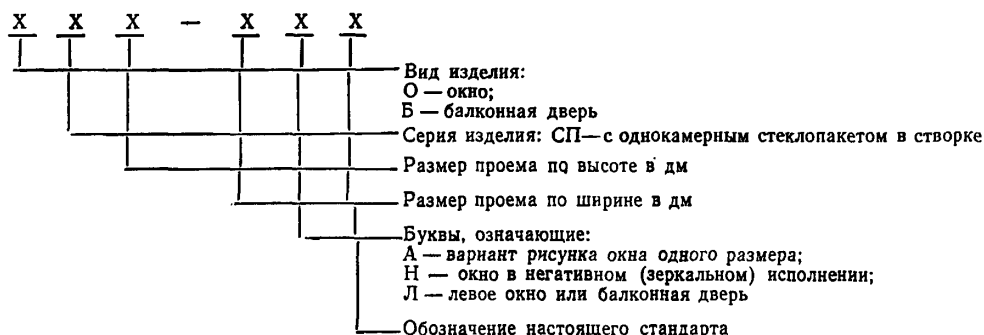 X X X — X X X
Вид изделия:
О — окно;
Б — балконная дверь
Серия изделия: СП—с однокамерным стеклопакетом в створке
Размер проема по высоте в дм
Размер проема по ширине в дм
Буквы, означающие:
А — вариант рисунка окна одного размера;
Н — окно в негативном (зеркальном) исполнении;
Л — левое окно или балконная дверь
Обозначение настоящего стандарта